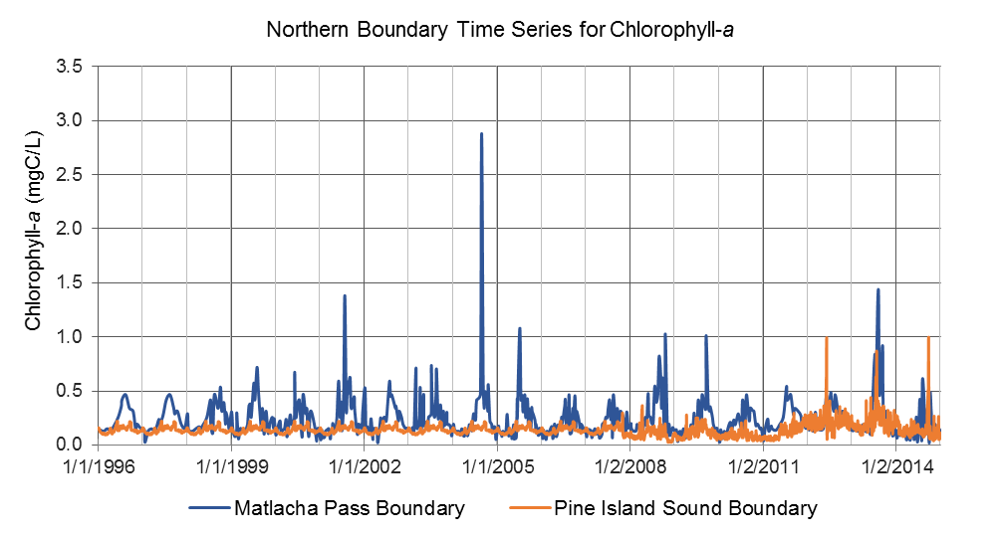 Northern Boundary Time Series for Chlorophyll-a
Chlorophyll-a (mgC/L)
3.5
3.0
2.5
2.0
1.5
1.0
0.5
0.0
1/1/1996 1/1/1999 1/1/2002 1/1/2005 1/2/2008 1/2/2011 1/2/2014
Matlacha Pass Boundary Pine Island Sound Boundary